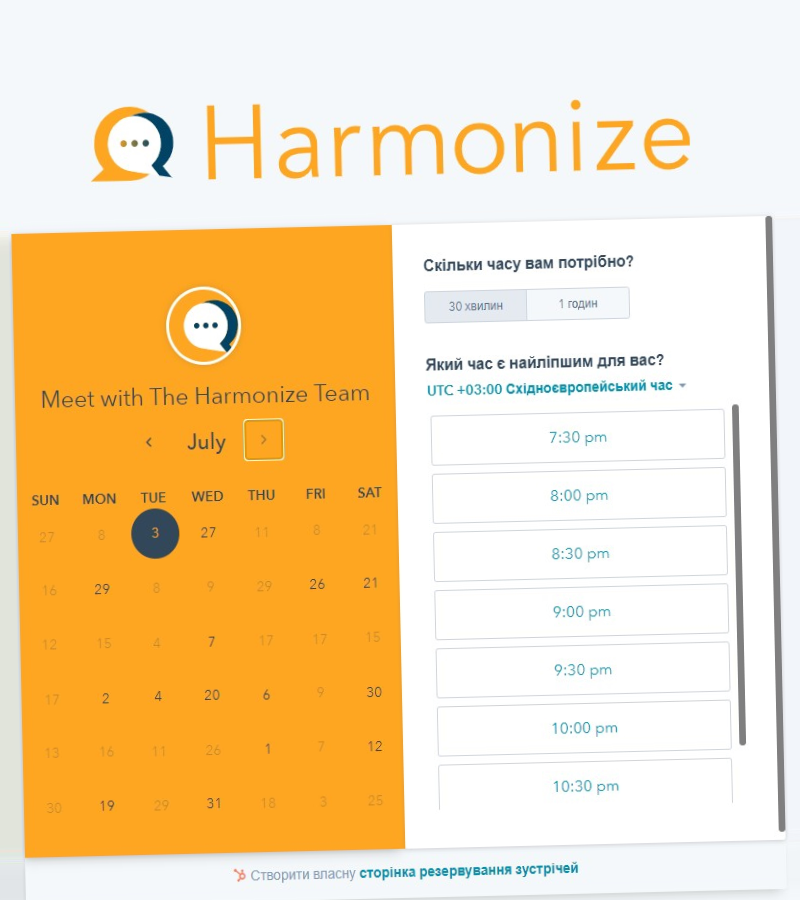 Harmonize
Meet with The Harmonize Team
July
SUN MON TUE WED THU FRI SAT
27 8 3 27 11 8 21
16 29 8 9 29 26 21
12 15 4 7 17 17 15
17 2 4 20 6 9 30
13 16 11 26 1 7 12
30 19 29 31 18 3 25
Скільки часу вам потрібно?
30 хвилин 1 годин
Який час є найліпшим для вас?
UTC +03:00 Східноєвропейський час
7:30 pm
8:00 pm
8:30 pm
9:00 pm
9:30 pm
10:00 pm
10:30 pm
Створити власну сторінка резервування зустрічей